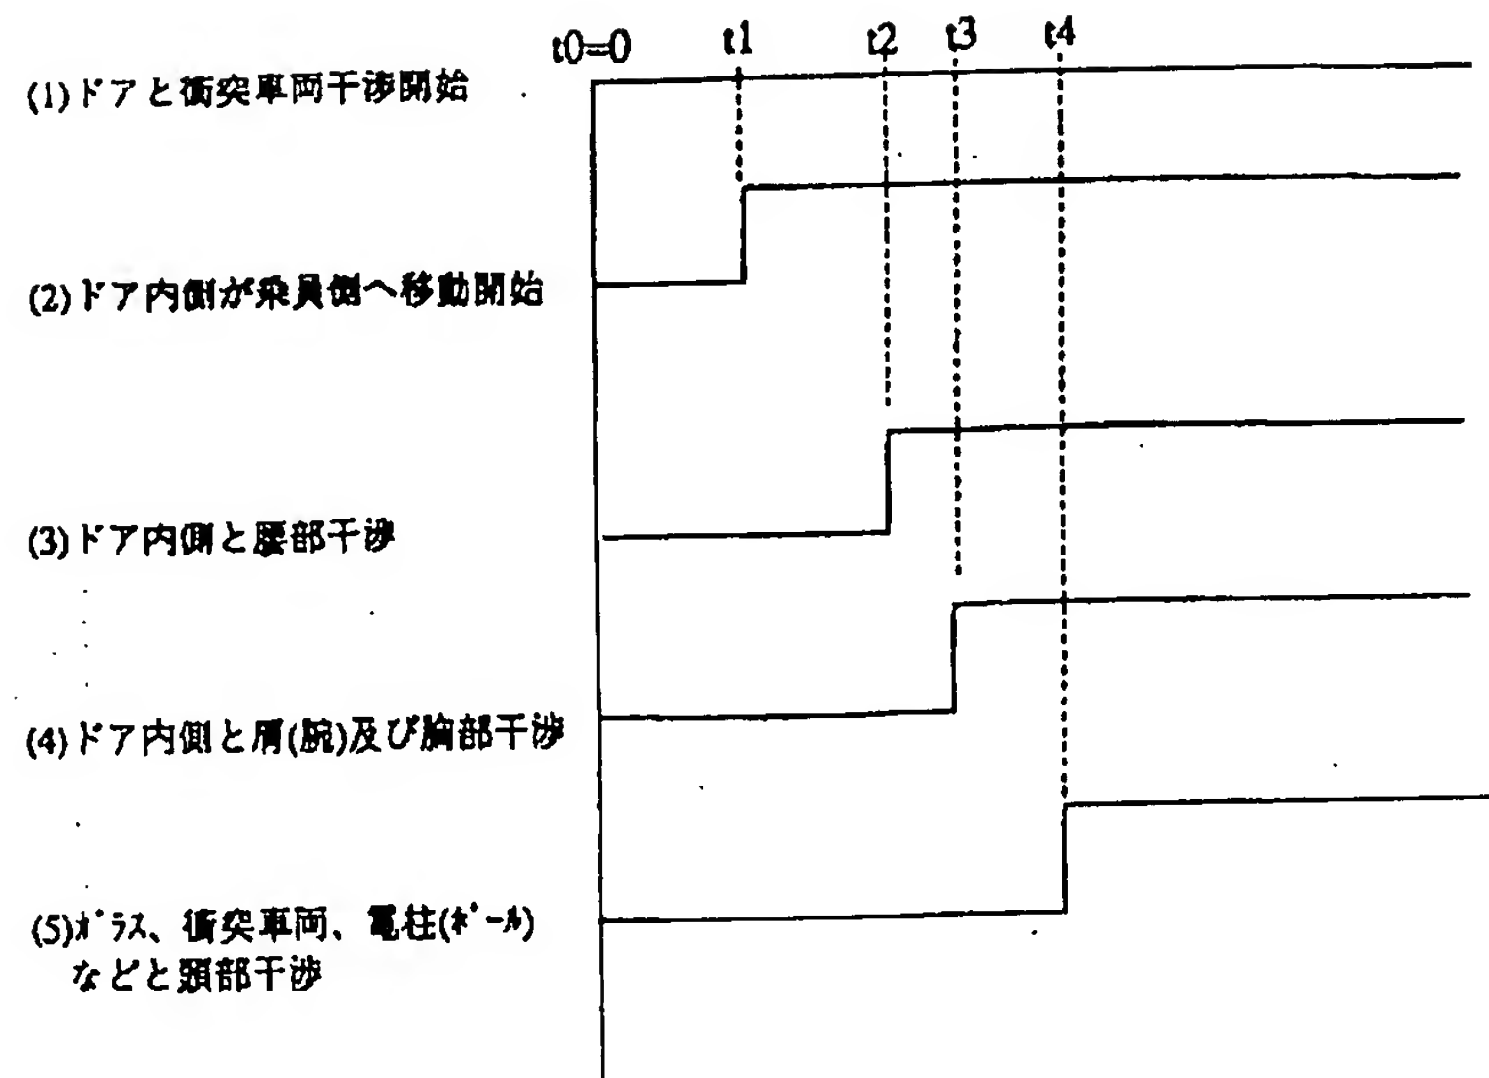 t0=0 t1 t2 t3 t4
(1)ドアと衝突車両干渉開始
(2)ドア内側が乗員側へ移動開始
(3)ドア内側と腰部干渉
(4)ドア内側と肩(腕)及び胸部干渉
(5)ガラス、衝突車両、電柱(ポール)
などと頭部干渉